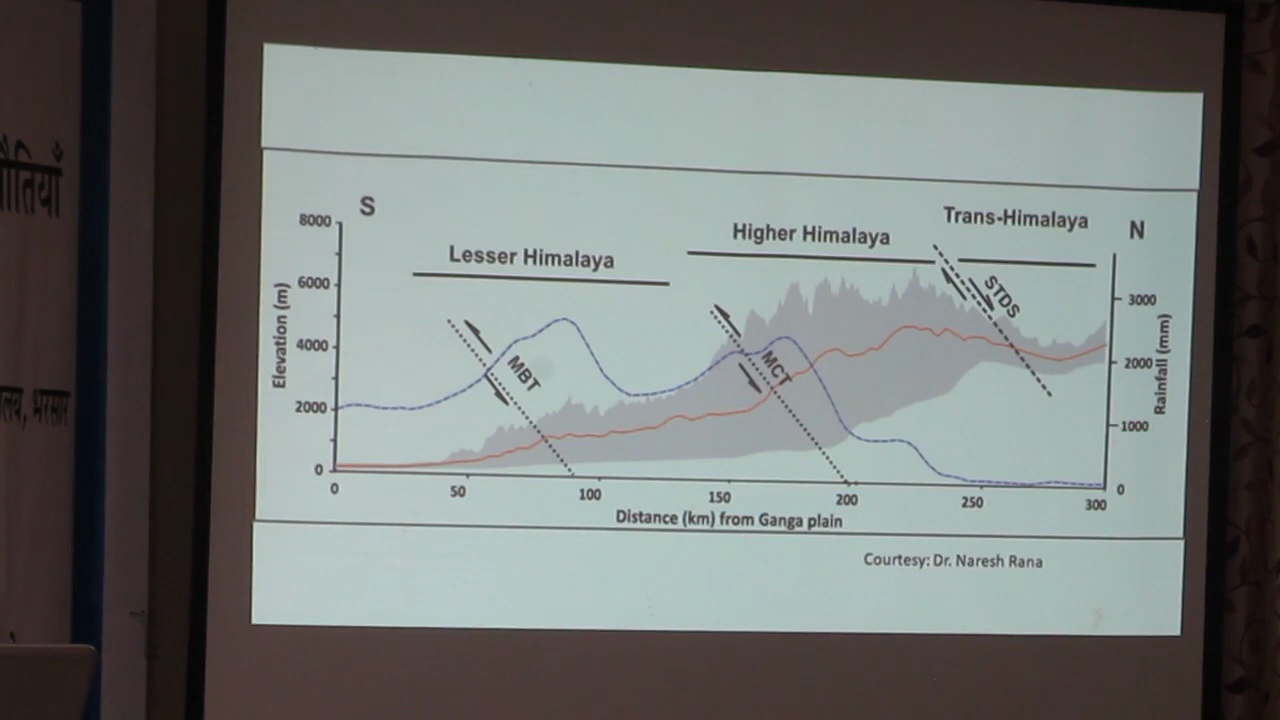 S
N
Lesser Himalaya
Higher Himalaya
Trans-Himalaya
Elevation (m)
8000
6000
4000
2000
0
MBT
MCT
STDS
3000
2000
1000
0
Rainfall (mm)
0 50 100 150 200 250 300
Distance (km) from Ganga plain
Courtesy: Dr. Naresh Rana
भरसार